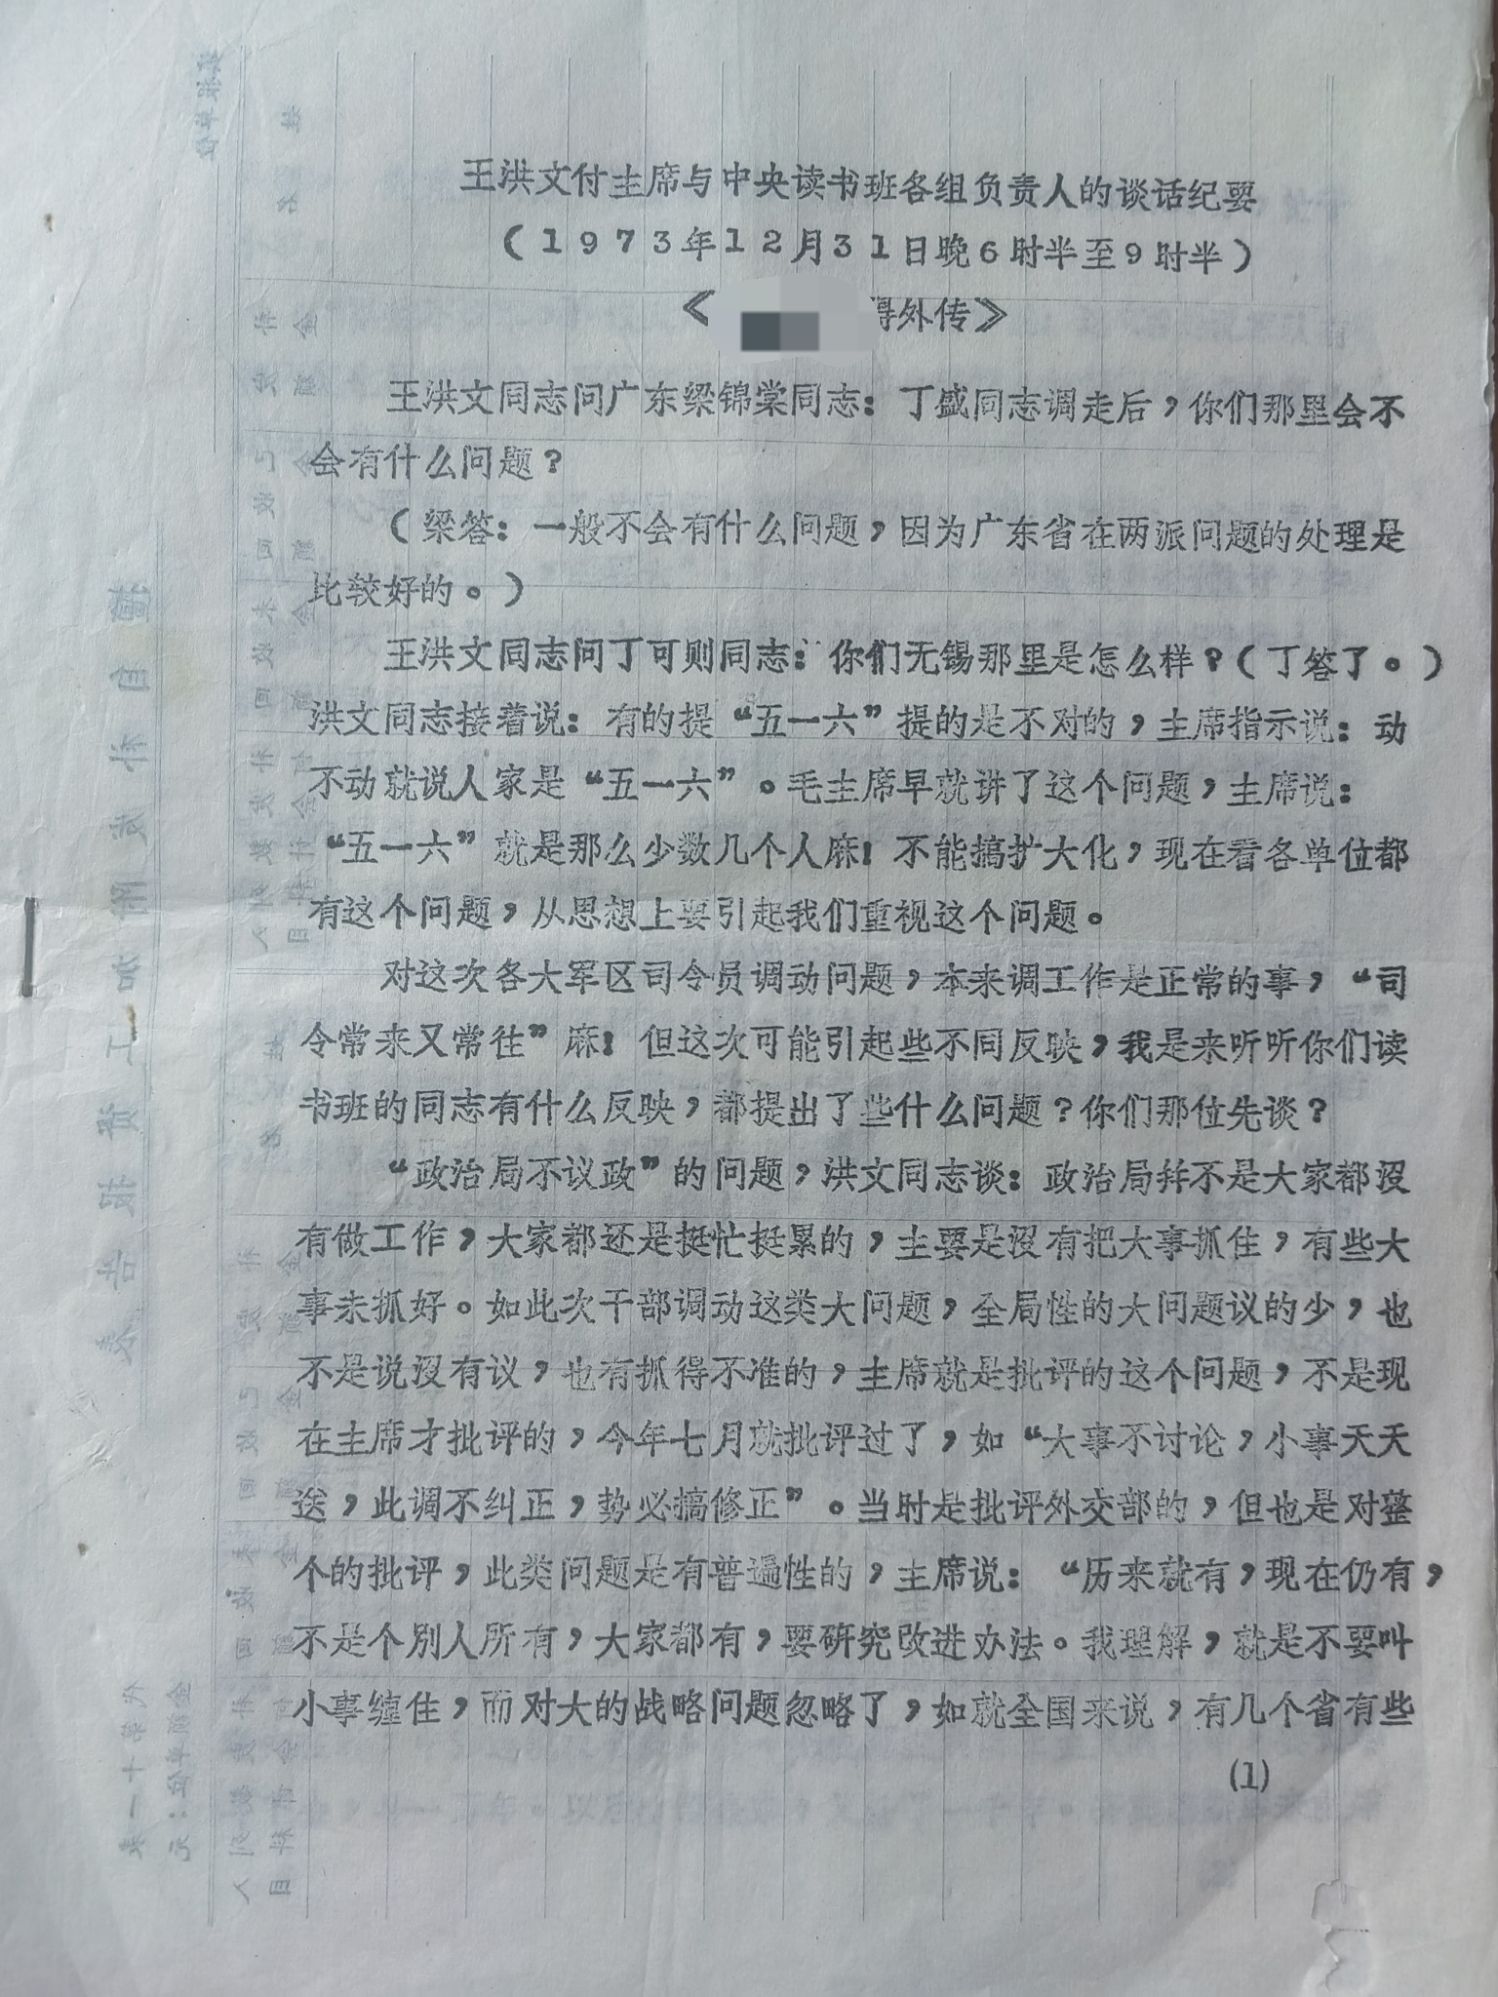 王洪文付主席与中央读书班各组负责人的谈话纪要
（1973年12月31日晚6时半至9时半）
《得外传》
王洪文同志问广东梁锦棠同志：丁盛同志调走后，你们那里会不
会有什么问题？
（梁答：一般不会有什么问题，因为广东省在两派问题的处理是
比较好的。）
王洪文同志问丁可则同志：你们无锡那里是怎么样？（丁答了。）
洪文同志接着说：有的提“五一六”提的是不对的，主席指示说：动
不动就说人家是“五一六”。毛主席早就讲了这个问题，主席说：
“五一六”就是那么少数几个人麻！不能搞扩大化，现在看各单位都
有这个问题，从思想上要引起我们重视这个问题。
对这次各大军区司令员调动问题，本来调工作是正常的事，“司
令常来又常往”麻！但这次可能引起些不同反映，我是来听听你们读
书班的同志有什么反映，都提出了些什么问题？你们那位先谈？
“政治局不议政”的问题，洪文同志谈：政治局并不是大家都没
有做工作，大家都还是挺忙挺累的，主要是没有把大事抓住，有些大
事未抓好。如此次干部调动这类大问题，全局性的大问题议的少，也
不是说没有议，也有抓得不准的，主席就是批评的这个问题，不是现
在主席才批评的，今年七月就批评过了，如“大事不讨论，小事天天
送，此调不纠正，势必搞修正”。当时是批评外交部的，但也是对整
个的批评，此类问题是有普遍性的，主席说：“历来就有，现在仍有，
不是个别人所有，大家都有，要研究改进办法。我理解，就是不要叫
小事缠住，而对大的战略问题忽略了，如就全国来说，有几个省有些
(1)